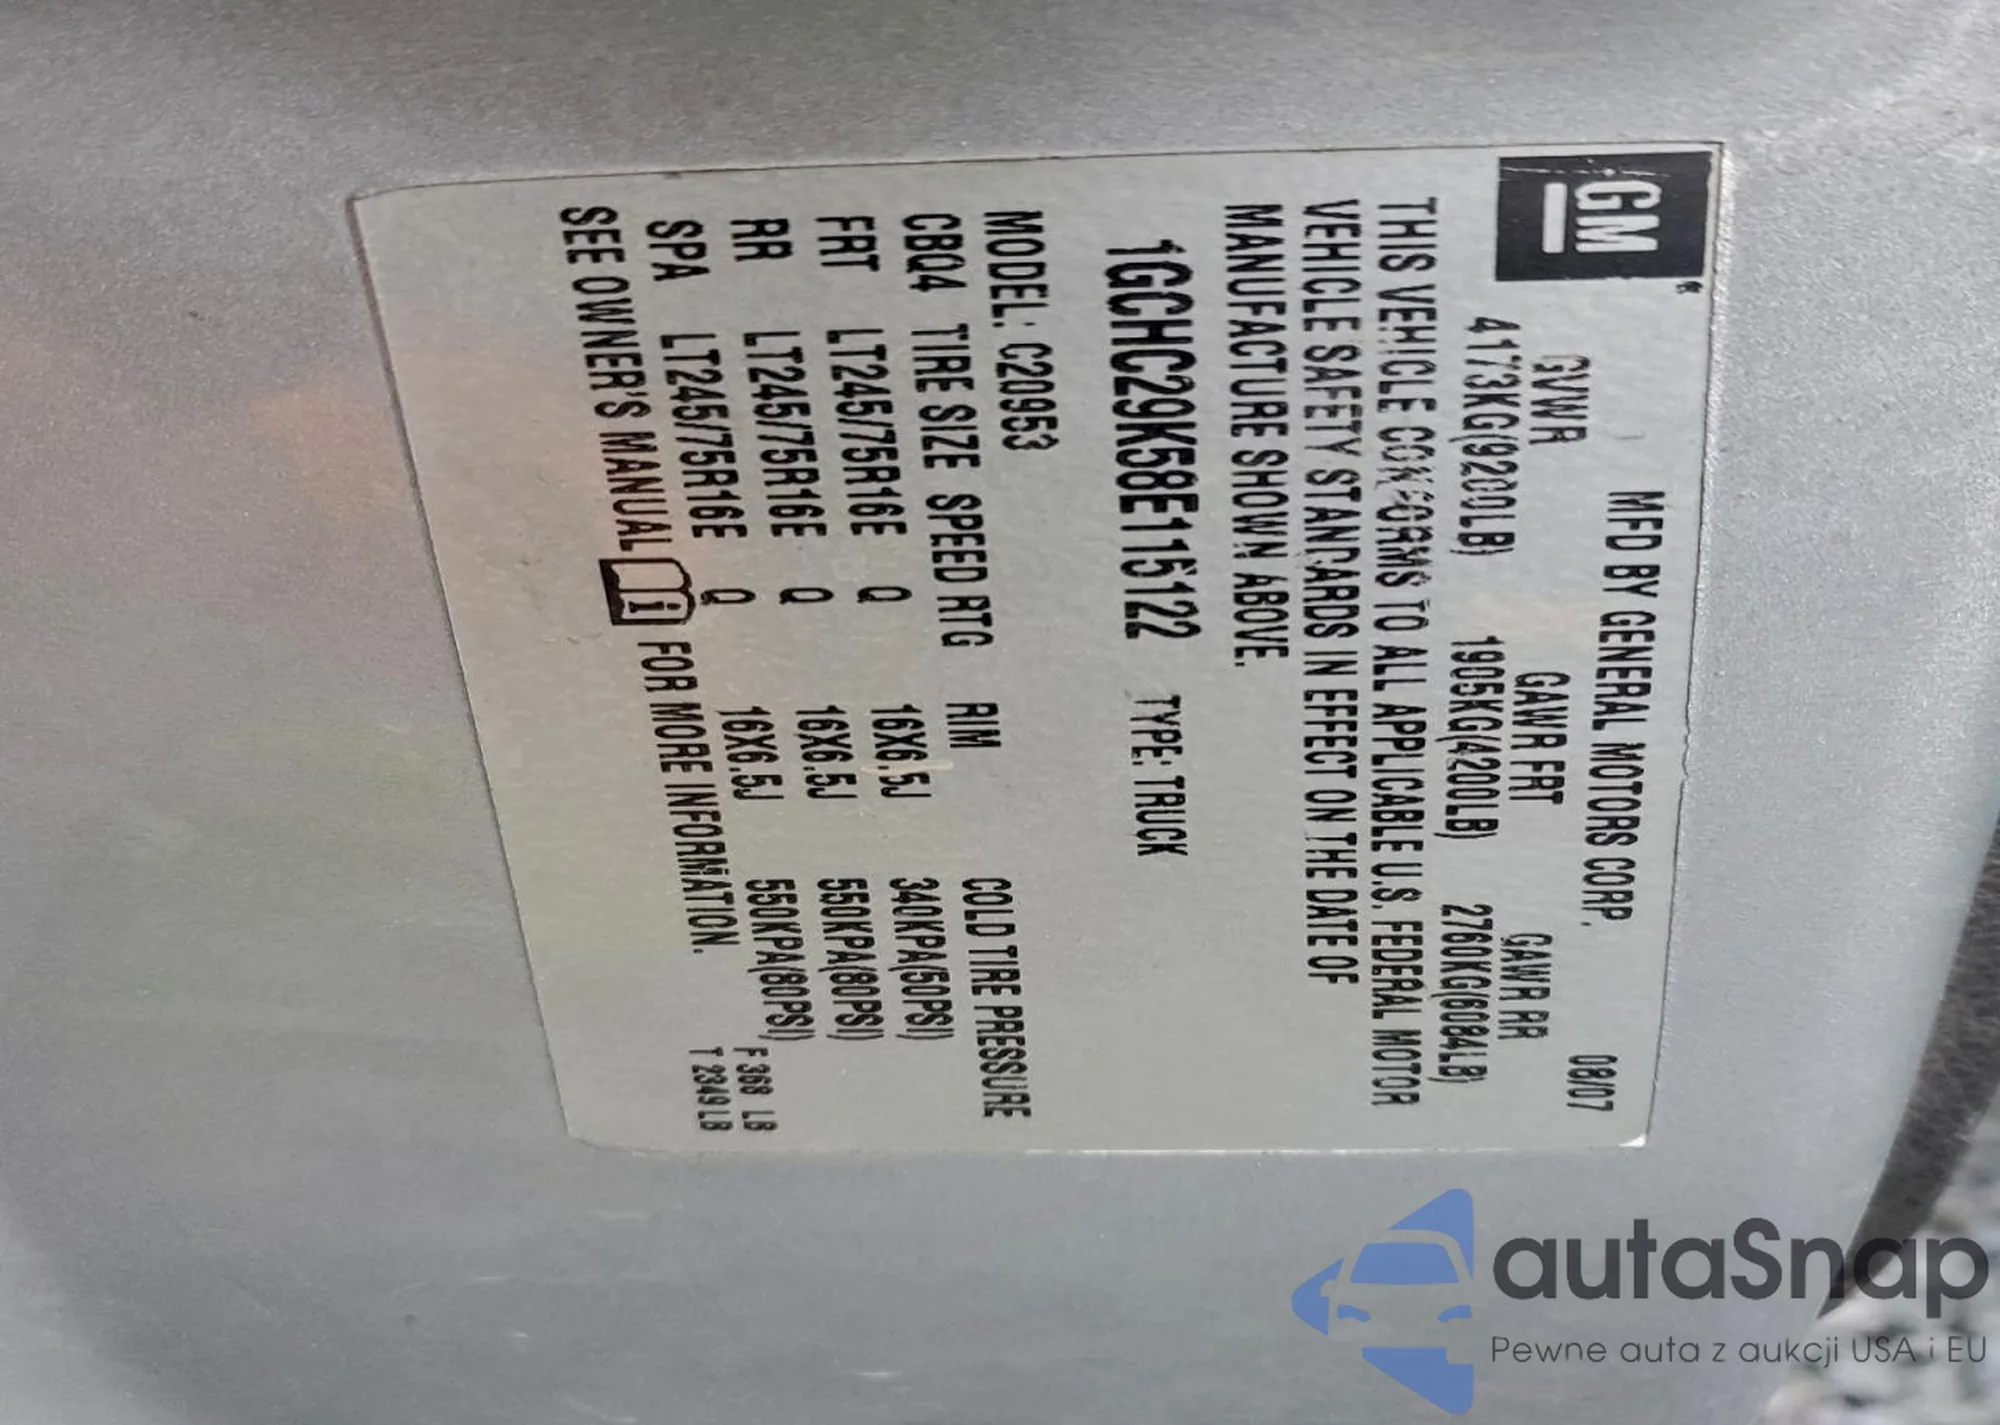 GM
MFD BY GENERAL MOTORS CORP. 08/07
GVWR GAWR FRT GAWR RR
4173KG(9200LB) 1905KG(4200LB) 2760KG(6084LB)
THIS VEHICLE CONFORMS TO ALL APPLICABLE U.S. FEDERAL MOTOR
VEHICLE SAFETY STANDARDS IN EFFECT ON THE DATE OF
MANUFACTURE SHOWN ABOVE.
1GCHC29K58E115122 TYPE: TRUCK
MODEL: C20953
CBQ4 TIRE SIZE SPEED RTG RIM COLD TIRE PRESSURE
FRT LT245/75R16E Q 16X6.5J 340KPA(50PSI)
RR LT245/75R16E Q 16X6.5J 550KPA(80PSI)
SPA LT245/75R16E Q 16X6.5J 550KPA(80PSI)
SEE OWNER'S MANUAL i FOR MORE INFORMATION.
F 368 LB
T 2349LB
autaSnap
Pewne auta z aukcji USA i EU